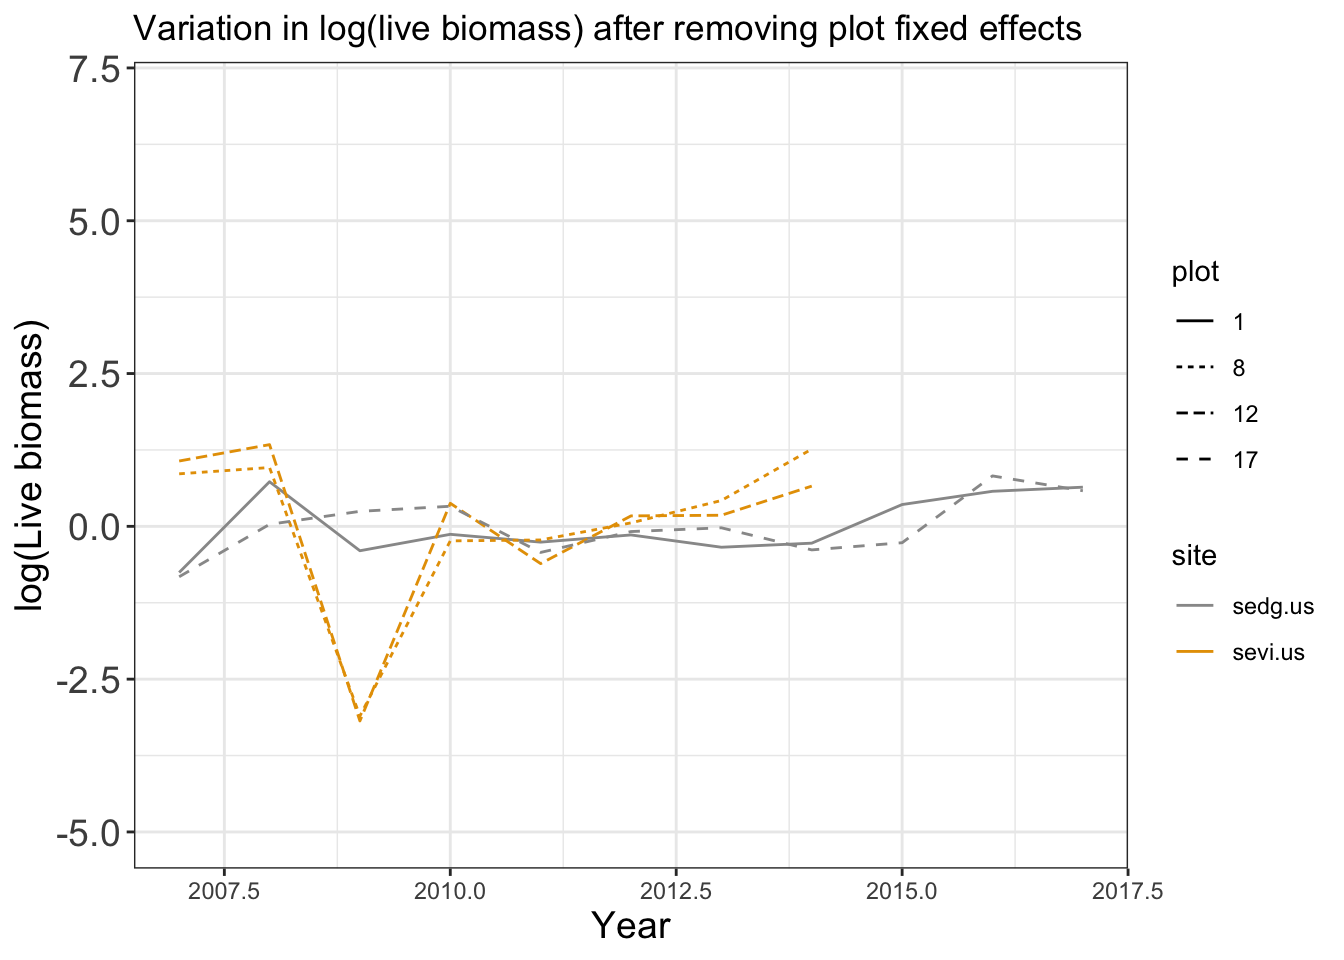 Variation in log(live biomass) after removing plot fixed effects
log(Live biomass)
7.5
5.0
2.5
0.0
-2.5
-5.0
2007.5
2010.0
2012.5
2015.0
2017.5
Year
plot
1
8
12
17
site
sedg.us
sevi.us